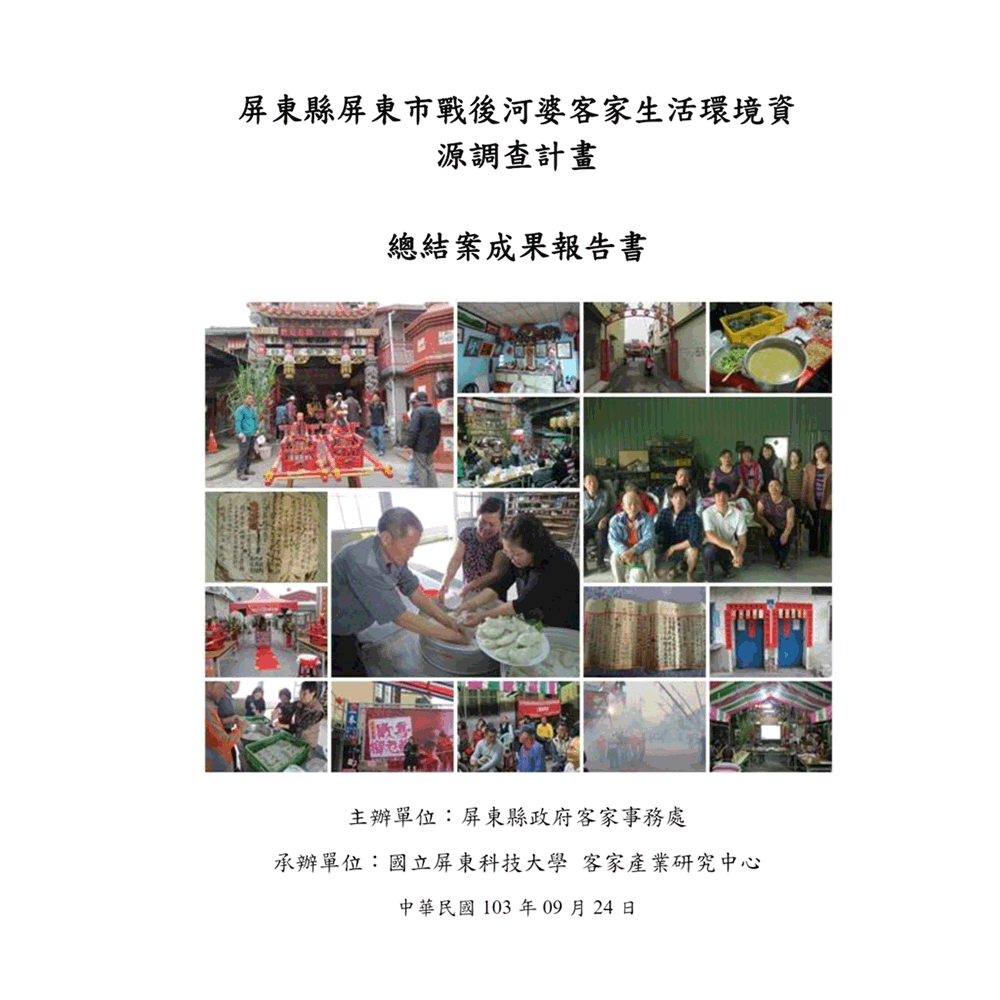 屏東縣屏東市戰後河婆客家生活環境資
源調查計畫
總結案成果報告書
主辦單位：屏東縣政府客家事務處
承辦單位：國立屏東科技大學 客家產業研究中心
中華民國 103 年 09 月 24 日